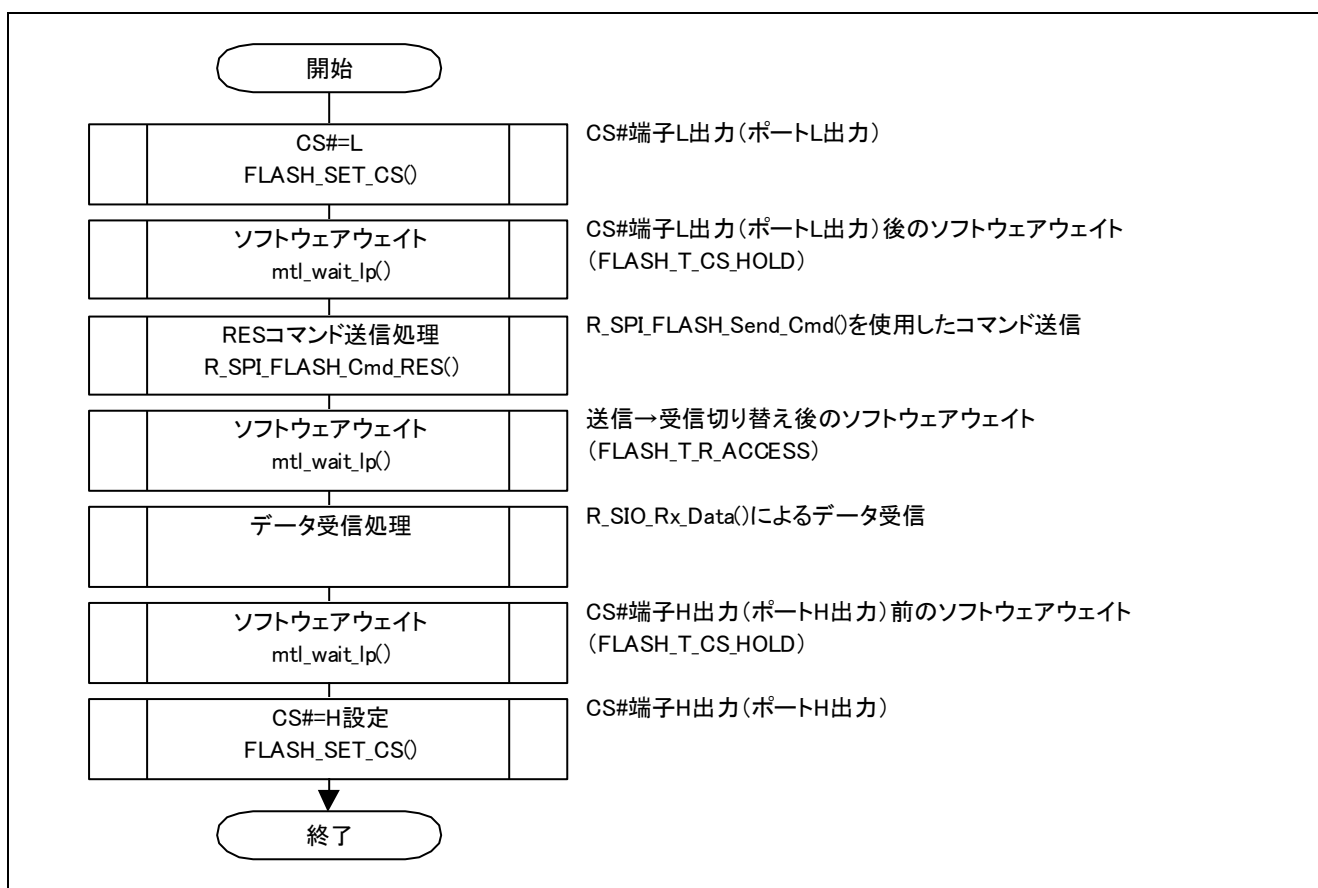 開始
CS#=L
FLASH_SET_CS()
CS#端子L出力(ポートL出力)
ソフトウェアウェイト
mtl_wait_lp()
CS#端子L出力(ポートL出力)後のソフトウェアウェイト
(FLASH_T_CS_HOLD)
RESコマンド送信処理
R_SPI_FLASH_Cmd_RES()
R_SPI_FLASH_Send_Cmd()を使用したコマンド送信
ソフトウェアウェイト
mtl_wait_lp()
送信→受信切り替え後のソフトウェアウェイト
(FLASH_T_R_ACCESS)
データ受信処理
R_SIO_Rx_Data()によるデータ受信
ソフトウェアウェイト
mtl_wait_lp()
CS#端子H出力(ポートH出力)前のソフトウェアウェイト
(FLASH_T_CS_HOLD)
CS#=H設定
FLASH_SET_CS()
CS#端子H出力(ポートH出力)
終了